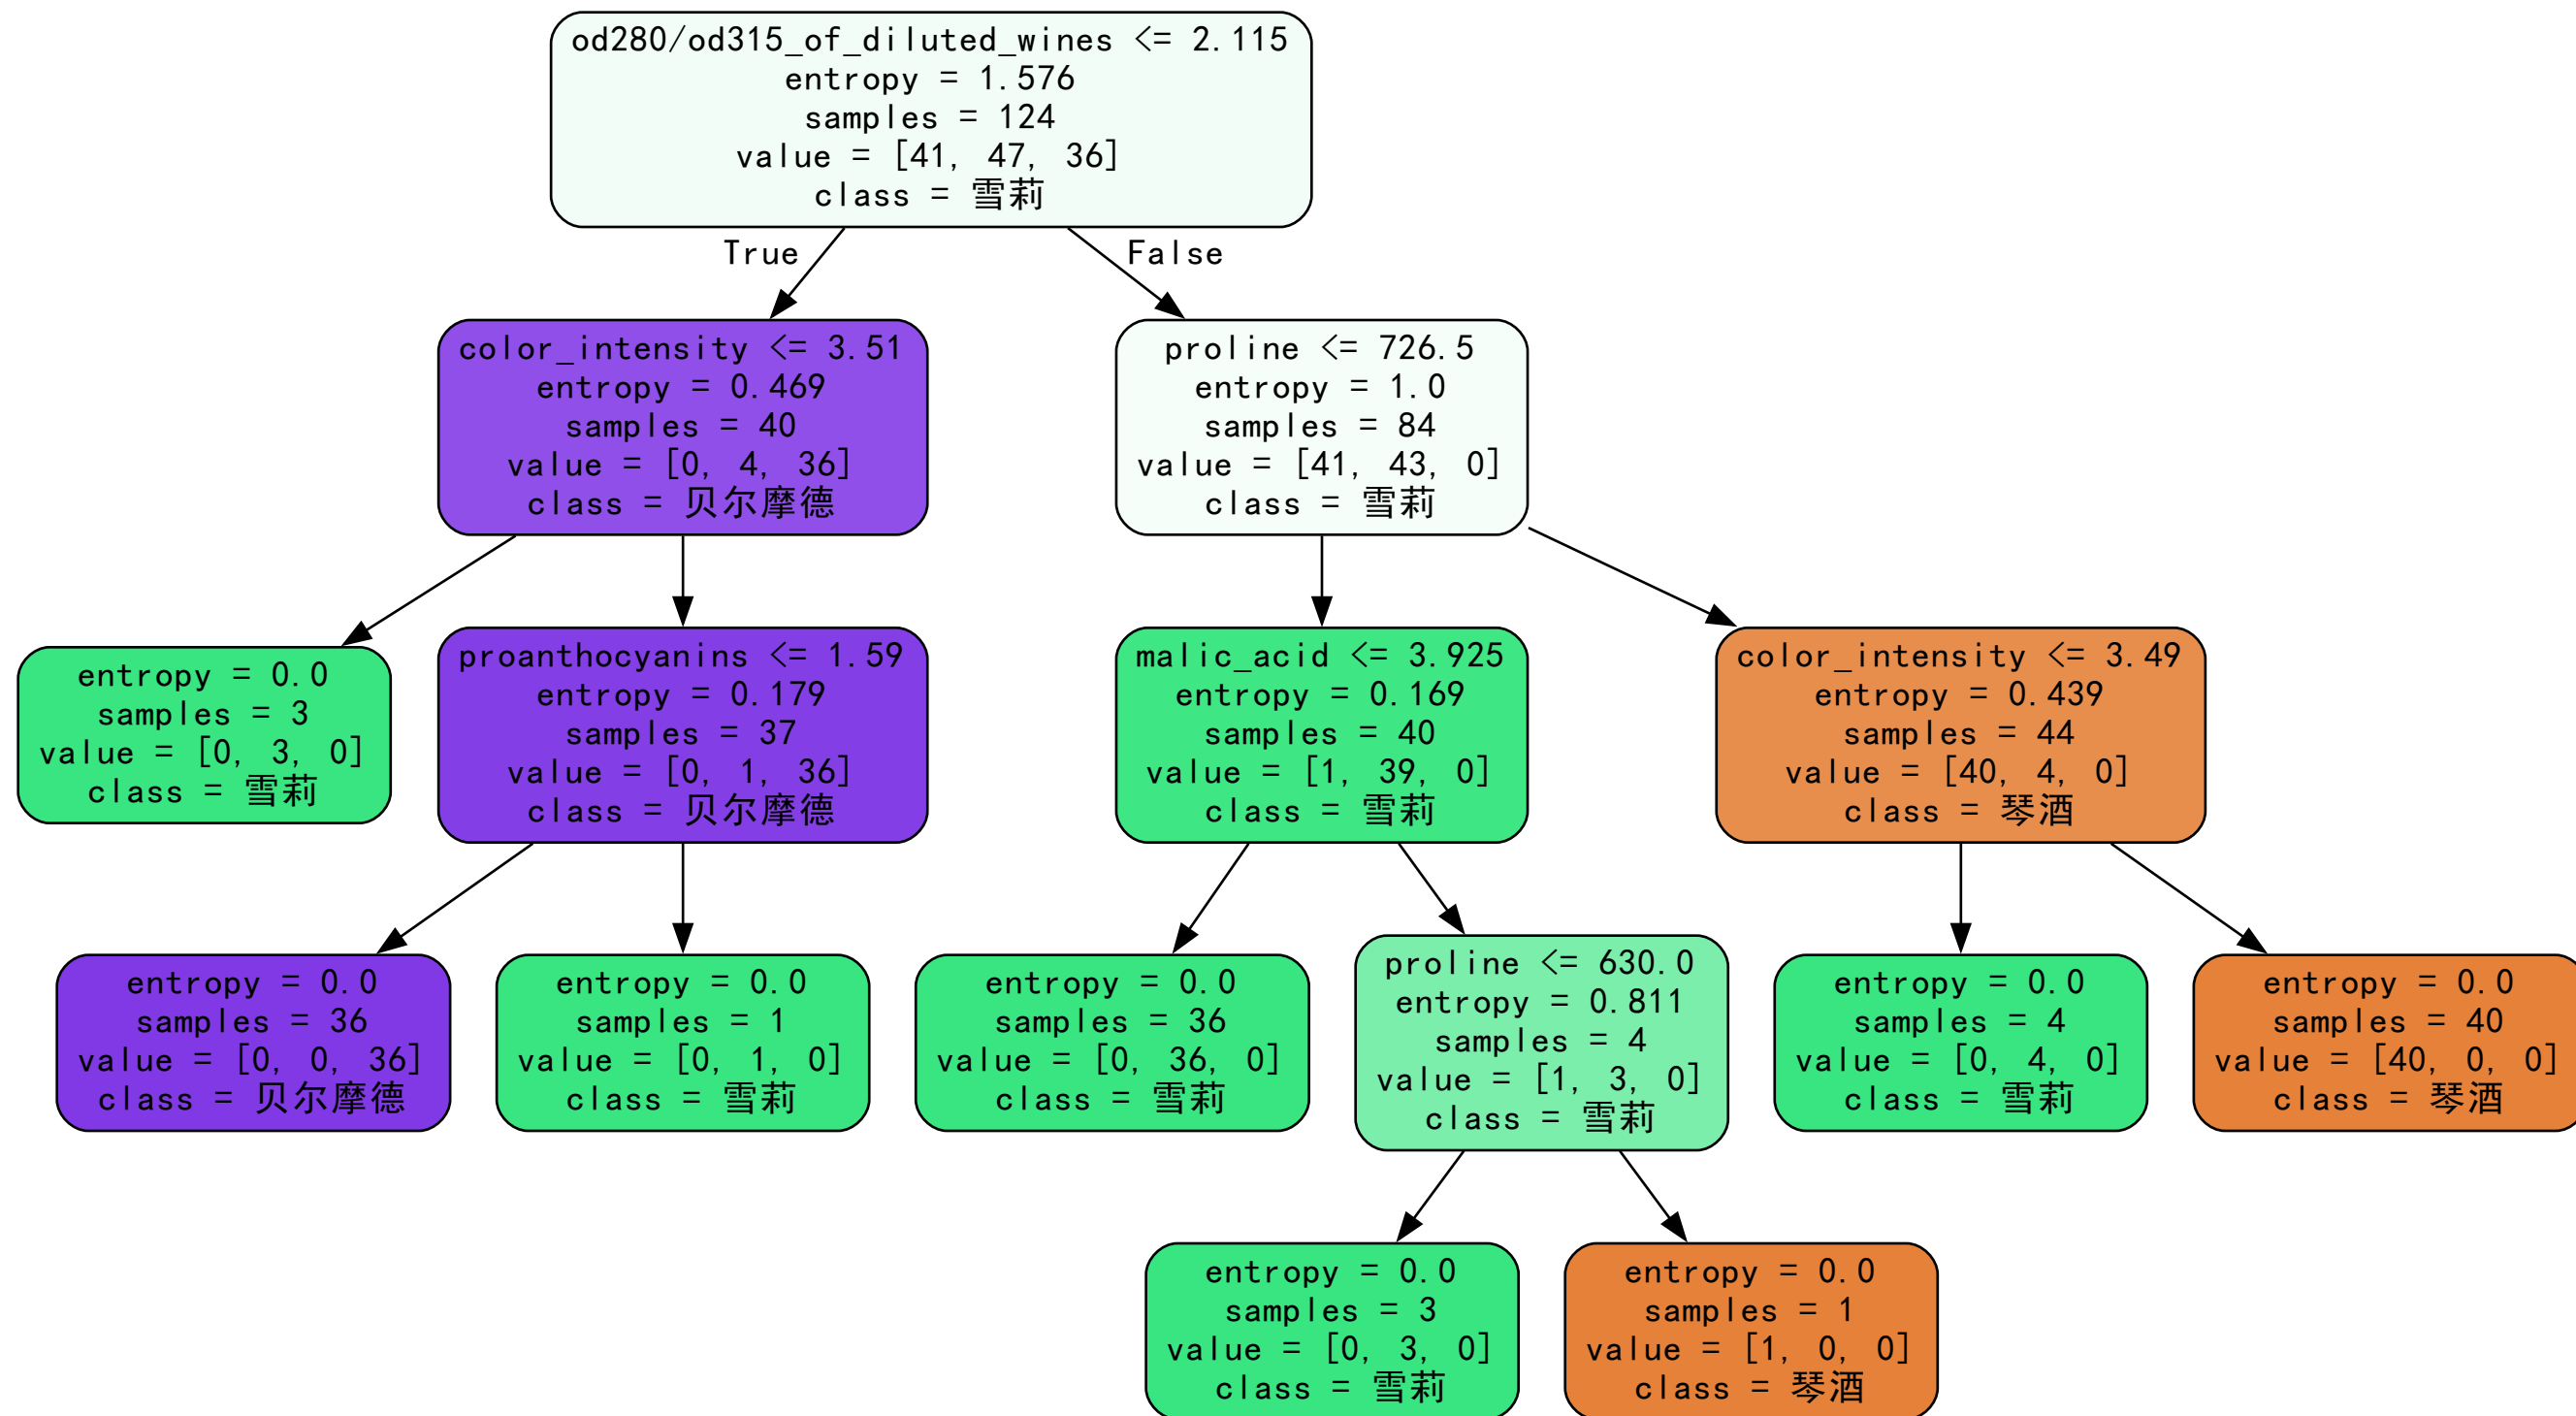 od280/od315_of_diluted_wines <= 2.115
entropy = 1.576
samples = 124
value = [41, 47, 36]
class = 雪莉
True
False
color_intensity <= 3.51
entropy = 0.469
samples = 40
value = [0, 4, 36]
class = 贝尔摩德
proline <= 726.5
entropy = 1.0
samples = 84
value = [41, 43, 0]
class = 雪莉
entropy = 0.0
samples = 3
value = [0, 3, 0]
class = 雪莉
proanthocyanins <= 1.59
entropy = 0.179
samples = 37
value = [0, 1, 36]
class = 贝尔摩德
malic_acid <= 3.925
entropy = 0.169
samples = 40
value = [1, 39, 0]
class = 雪莉
color_intensity <= 3.49
entropy = 0.439
samples = 44
value = [40, 4, 0]
class = 琴酒
entropy = 0.0
samples = 36
value = [0, 0, 36]
class = 贝尔摩德
entropy = 0.0
samples = 1
value = [0, 1, 0]
class = 雪莉
entropy = 0.0
samples = 36
value = [0, 36, 0]
class = 雪莉
proline <= 630.0
entropy = 0.811
samples = 4
value = [1, 3, 0]
class = 雪莉
entropy = 0.0
samples = 4
value = [0, 4, 0]
class = 雪莉
entropy = 0.0
samples = 40
value = [40, 0, 0]
class = 琴酒
entropy = 0.0
samples = 3
value = [0, 3, 0]
class = 雪莉
entropy = 0.0
samples = 1
value = [1, 0, 0]
class = 琴酒